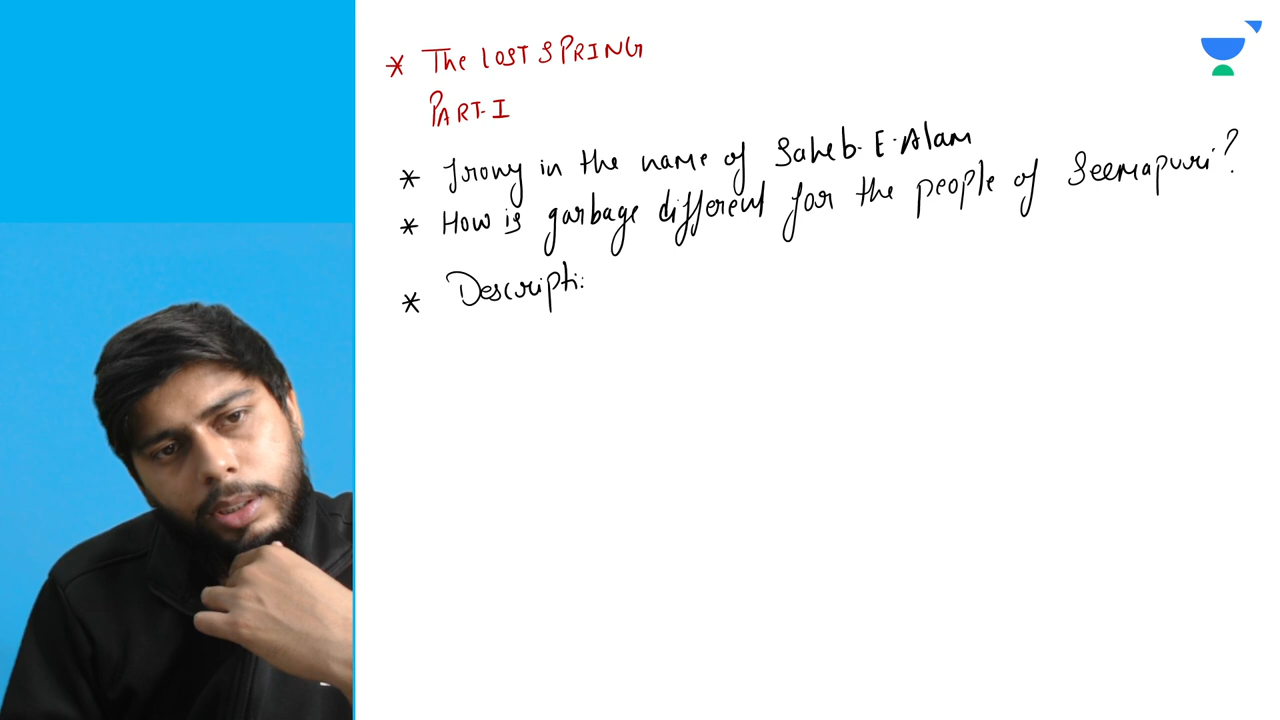 * The LOST SPRING
PART-I
* Irony in the name of Saheb-E-Alam
* How is garbage different for the people of Seemapuri?
* Descripti